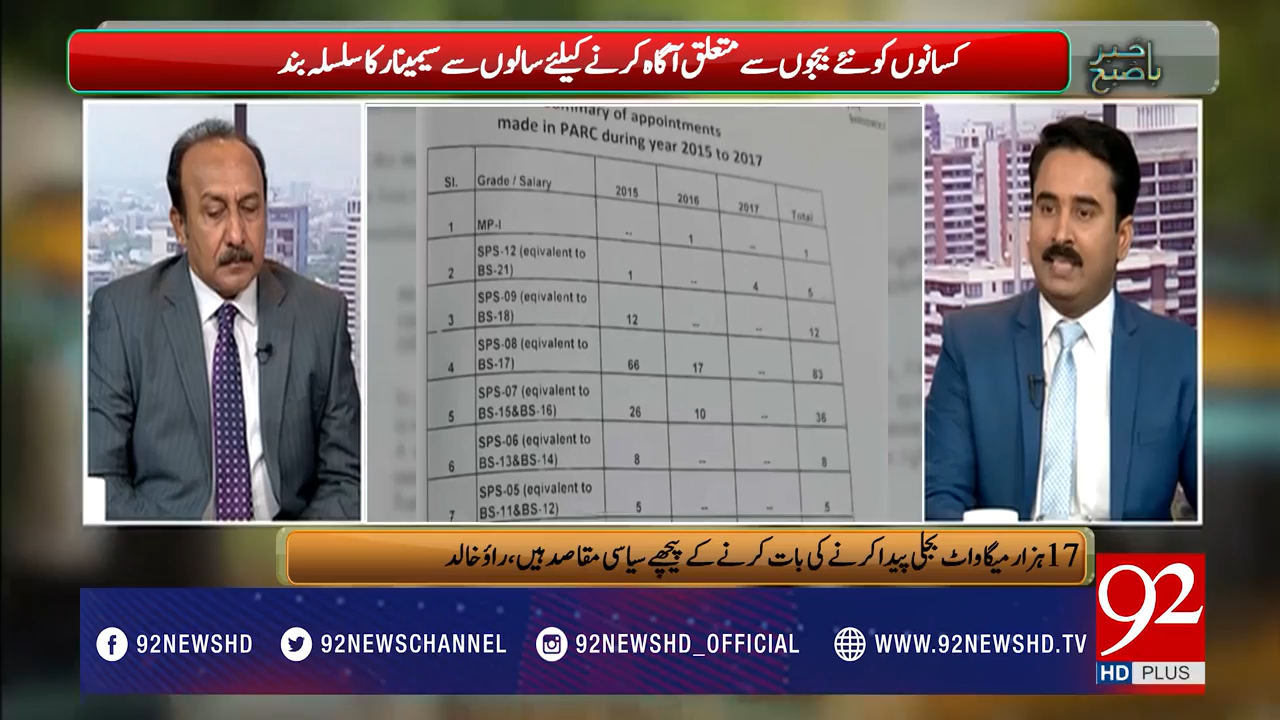 کسانوں کو نئے بیجوں سے متعلق آگاہ کرنے کیلئے سالوں سے سیمینار کا سلسلہ بند
باخبر صبح
of appointments
made in PARC during year 2015 to 2017
Sl. Grade / Salary 2015 2016 2017 Total
1 MP-I -- 1 -- 1
2 SPS-12 (eqivalent to BS-21) 1 -- 4 5
3 SPS-09 (eqivalent to BS-18) 12 -- -- 12
4 SPS-08 (eqivalent to BS-17) 66 17 -- 83
5 SPS-07 (eqivalent to BS-15&BS-16) 26 10 -- 36
6 SPS-06 (eqivalent to BS-13&BS-14) 8 -- -- 8
7 SPS-05 (eqivalent to BS-11&BS-12) 5 -- -- 5
17 ہزار میگا واٹ بجلی پیدا کرنے کی بات کرنے کے پیچھے سیاسی مقاصد ہیں، راؤ خالد
92NEWSHD 92NEWSCHANNEL 92NEWSHD_OFFICIAL WWW.92NEWSHD.TV
92
HD PLUS